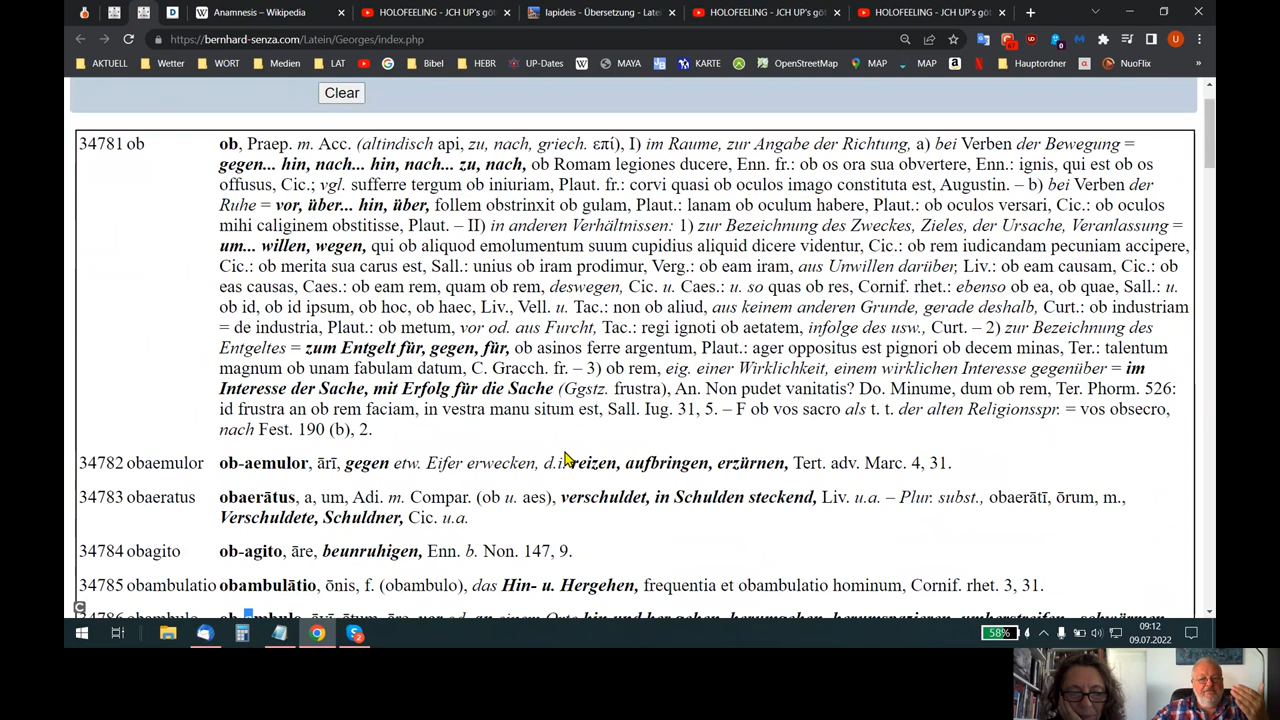 Anamnesis – Wikipedia
HOLOFEELING - JCH UP's göt
lapideis - Übersetzung - Late
HOLOFEELING - JCH UP's göt
HOLOFEELING - JCH UP's göt
https://bernhard-senza.com/Latein/Georges/index.php
AKTUELL Wetter WORT Medien LAT Bibel HEBR UP-Dates MAYA KARTE OpenStreetMap MAP MAP Hauptordner NuoFlix
Clear
34781 ob ob, Praep. m. Acc. (altindisch api, zu, nach, griech. επί), I) im Raume, zur Angabe der Richtung, a) bei Verben der Bewegung =
gegen... hin, nach... hin, nach... zu, nach, ob Romam legiones ducere, Enn. fr.: ob os ora sua obvertere, Enn.: ignis, qui est ob os
offusus, Cic.; vgl. sufferre tergum ob iniuriam, Plaut. fr.: corvi quasi ob oculos imago constituta est, Augustin. – b) bei Verben der
Ruhe = vor, über... hin, über, follem obstrinxit ob gulam, Plaut.: lanam ob oculum habere, Plaut.: ob oculos versari, Cic.: ob oculos
mihi caliginem obstitisse, Plaut. – II) in anderen Verhältnissen: 1) zur Bezeichnung des Zweckes, Zieles, der Ursache, Veranlassung =
um... willen, wegen, qui ob aliquod emolumentum suum cupidius aliquid dicere videntur, Cic.: ob rem iudicandam pecuniam accipere,
Cic.: ob merita sua carus est, Sall.: unius ob iram prodimur, Verg.: ob eam iram, aus Unwillen darüber, Liv.: ob eam causam, Cic.: ob
eas causas, Caes.: ob eam rem, quam ob rem, deswegen, Cic. u. Caes.: u. so quas ob res, Cornif. rhet.: ebenso ob ea, ob quae, Sall.: u.
ob id, ob id ipsum, ob hoc, ob haec, Liv., Vell. u. Tac.: non ob aliud, aus keinem anderen Grunde, gerade deshalb, Curt.: ob industriam
= de industria, Plaut.: ob metum, vor od. aus Furcht, Tac.: regi ignoti ob aetatem, infolge des usw., Curt. – 2) zur Bezeichnung des
Entgeltes = zum Entgelt für, gegen, für, ob asinos ferre argentum, Plaut.: ager oppositus est pignori ob decem minas, Ter.: talentum
magnum ob unam fabulam datum, C. Gracch. fr. – 3) ob rem, eig. einer Wirklichkeit, einem wirklichen Interesse gegenüber = im
Interesse der Sache, mit Erfolg für die Sache (Ggstz. frustra), An. Non pudet vanitatis? Do. Minume, dum ob rem, Ter. Phorm. 526:
id frustra an ob rem faciam, in vestra manu situm est, Sall. Iug. 31, 5. – F ob vos sacro als t. t. der alten Religionsspr. = vos obsecro,
nach Fest. 190 (b), 2.
34782 obaemulor ob-aemulor, ārī, gegen etw. Eifer erwecken, d.i. reizen, aufbringen, erzürnen, Tert. adv. Marc. 4, 31.
34783 obaeratus obaerātus, a, um, Adi. m. Compar. (ob u. aes), verschuldet, in Schulden steckend, Liv. u.a. – Plur. subst., obaerātī, ōrum, m.,
Verschuldete, Schuldner, Cic. u.a.
34784 obagito ob-agito, āre, beunruhigen, Enn. b. Non. 147, 9.
34785 obambulatio obambulātio, ōnis, f. (obambulo), das Hin- u. Hergehen, frequentia et obambulatio hominum, Cornif. rhet. 3, 31.
58%
09:12
09.07.2022